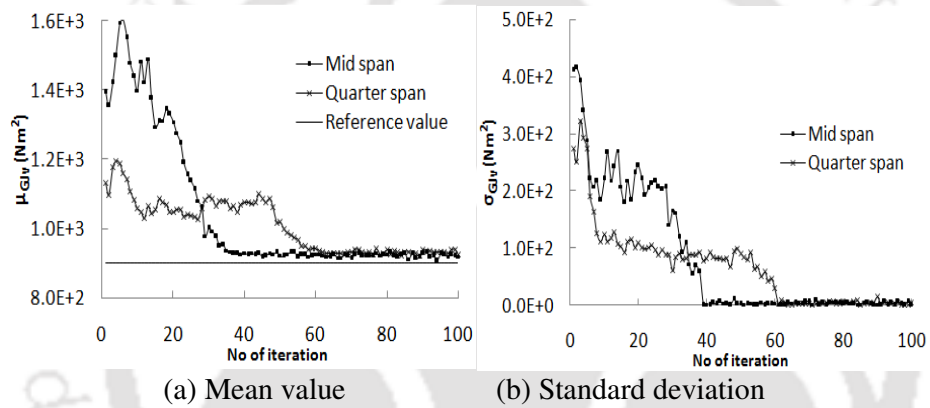 1.6E+3
1.4E+3
1.2E+3
1.0E+3
8.0E+2
μGJv (Nm²)
Mid span
Quarter span
Reference value
0 20 40 60 80 100
No of iteration
(a) Mean value
5.0E+2
4.0E+2
3.0E+2
2.0E+2
1.0E+2
0.0E+0
σGJv (Nm²)
Mid span
Quarter span
0 20 40 60 80 100
No of iteration
(b) Standard deviation